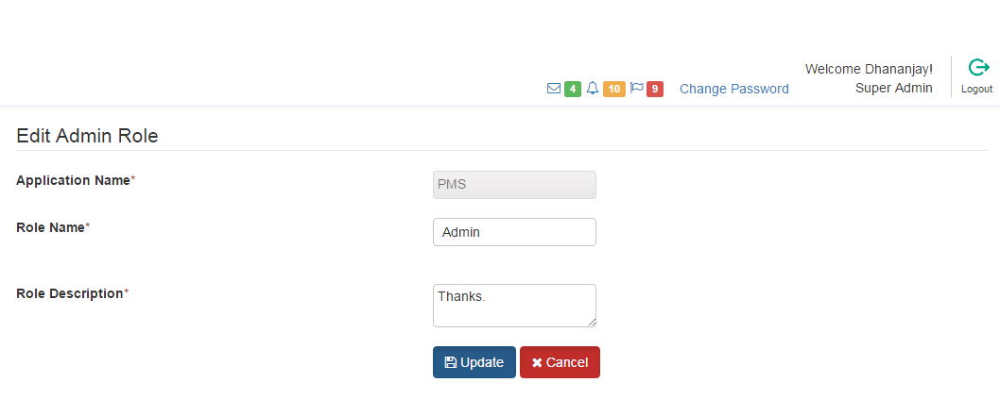 Welcome Dhananjay!
4 10 9 Change Password Super Admin Logout
Edit Admin Role
Application Name* PMS
Role Name* Admin
Role Description* Thanks.
Update Cancel